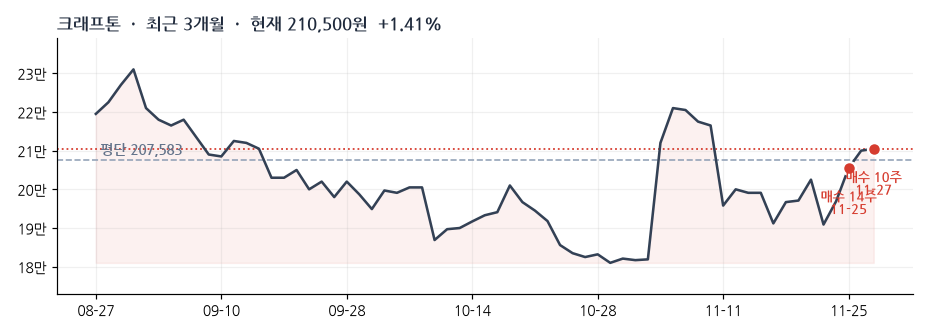 크래프톤 · 최근 3개월 · 현재 210,500원 +1.41%
23만
22만
21만
20만
19만
18만
평단 207,583
매수 10주
11-27
매수 14주
11-25
08-27
09-10
09-28
10-14
10-28
11-11
11-25